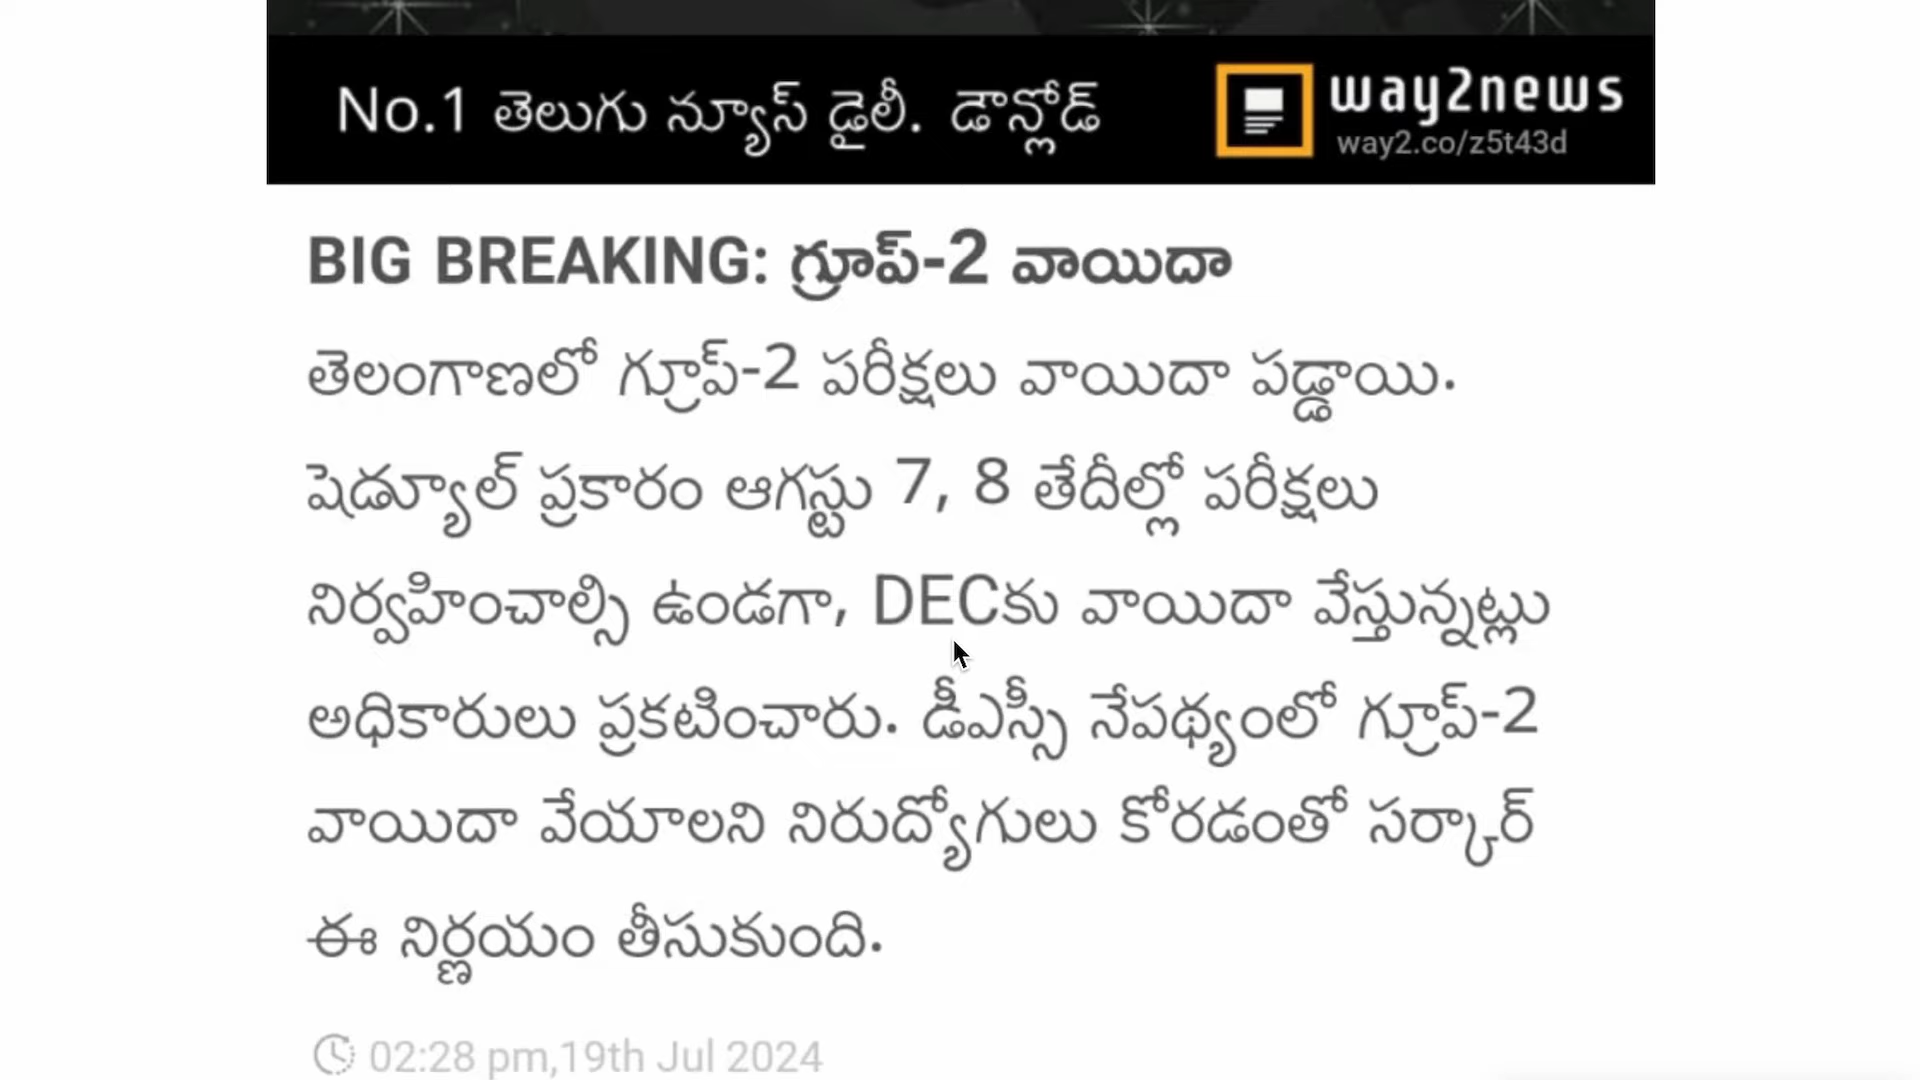 No.1 తెలుగు న్యూస్ డైలీ. డౌన్లోడ్
way2news
way2.co/z5t43d
BIG BREAKING: గ్రూప్-2 వాయిదా
తెలంగాణలో గ్రూప్-2 పరీక్షలు వాయిదా పడ్డాయి.
షెడ్యూల్ ప్రకారం ఆగస్టు 7, 8 తేదీల్లో పరీక్షలు
నిర్వహించాల్సి ఉండగా, DECకు వాయిదా వేస్తున్నట్లు
అధికారులు ప్రకటించారు. డీఎస్సీ నేపథ్యంలో గ్రూప్-2
వాయిదా వేయాలని నిరుద్యోగులు కోరడంతో సర్కార్
ఈ నిర్ణయం తీసుకుంది.
02:28 pm,19th Jul 2024